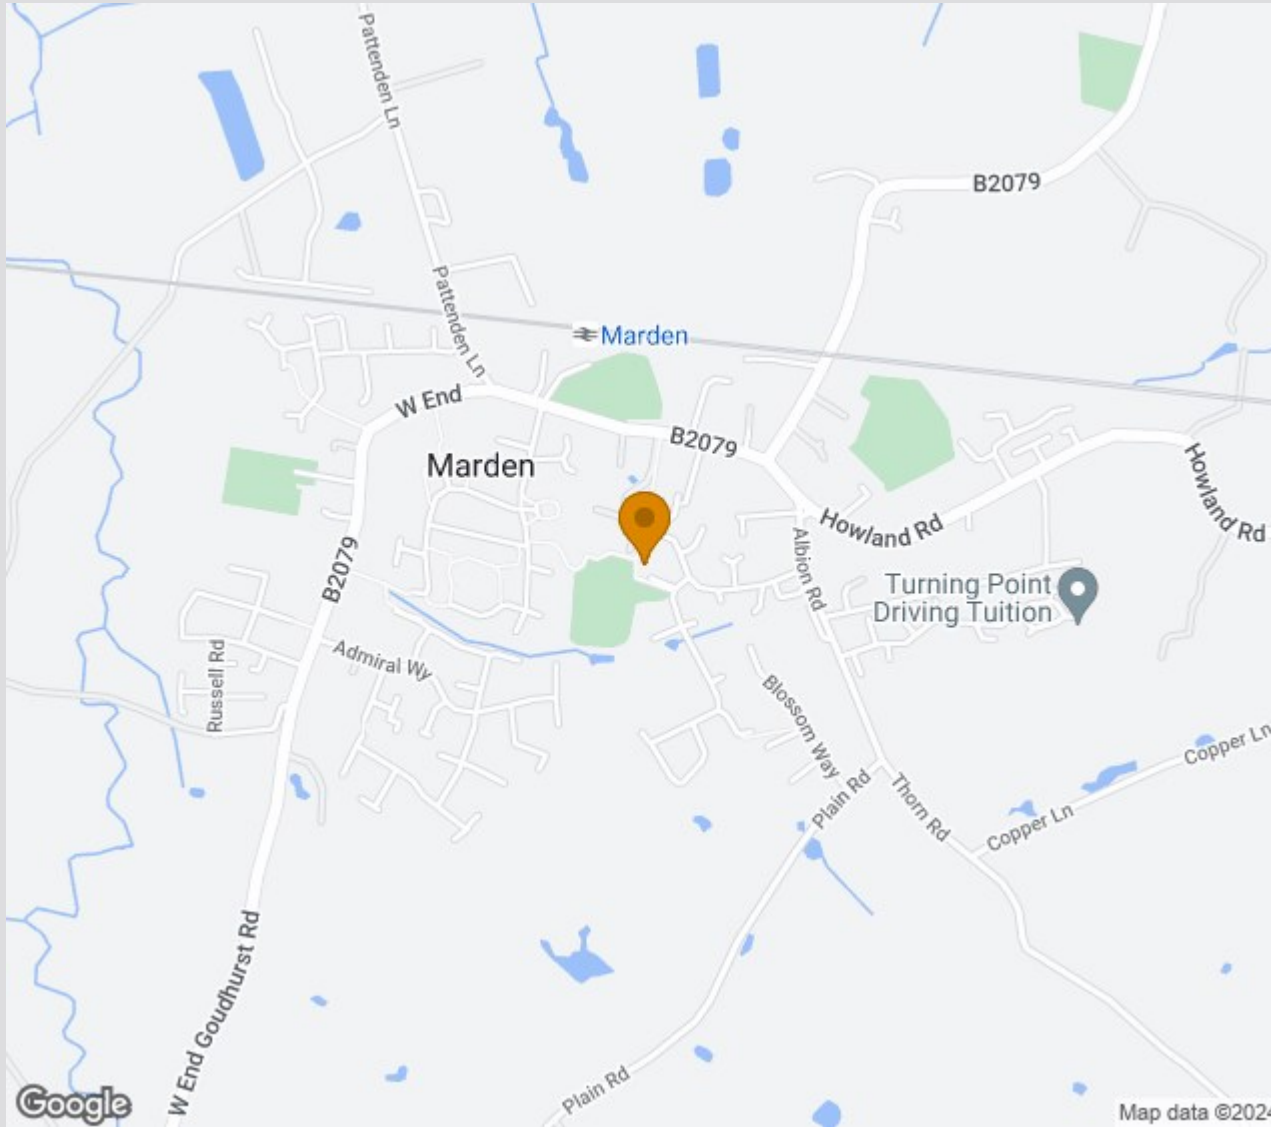 Pattenden Ln
B2079
Pattenden Ln
Marden
W End
B2079
Marden
Howland Rd
Howland Rd
B2079
Albion Rd
Turning Point
Driving Tuition
Russell Rd
Admiral Wy
Blossom Way
Copper Ln
Plain Rd
Thorn Rd
Copper Ln
W End Goudhurst Rd
Plain Rd
Google
Map data ©2024